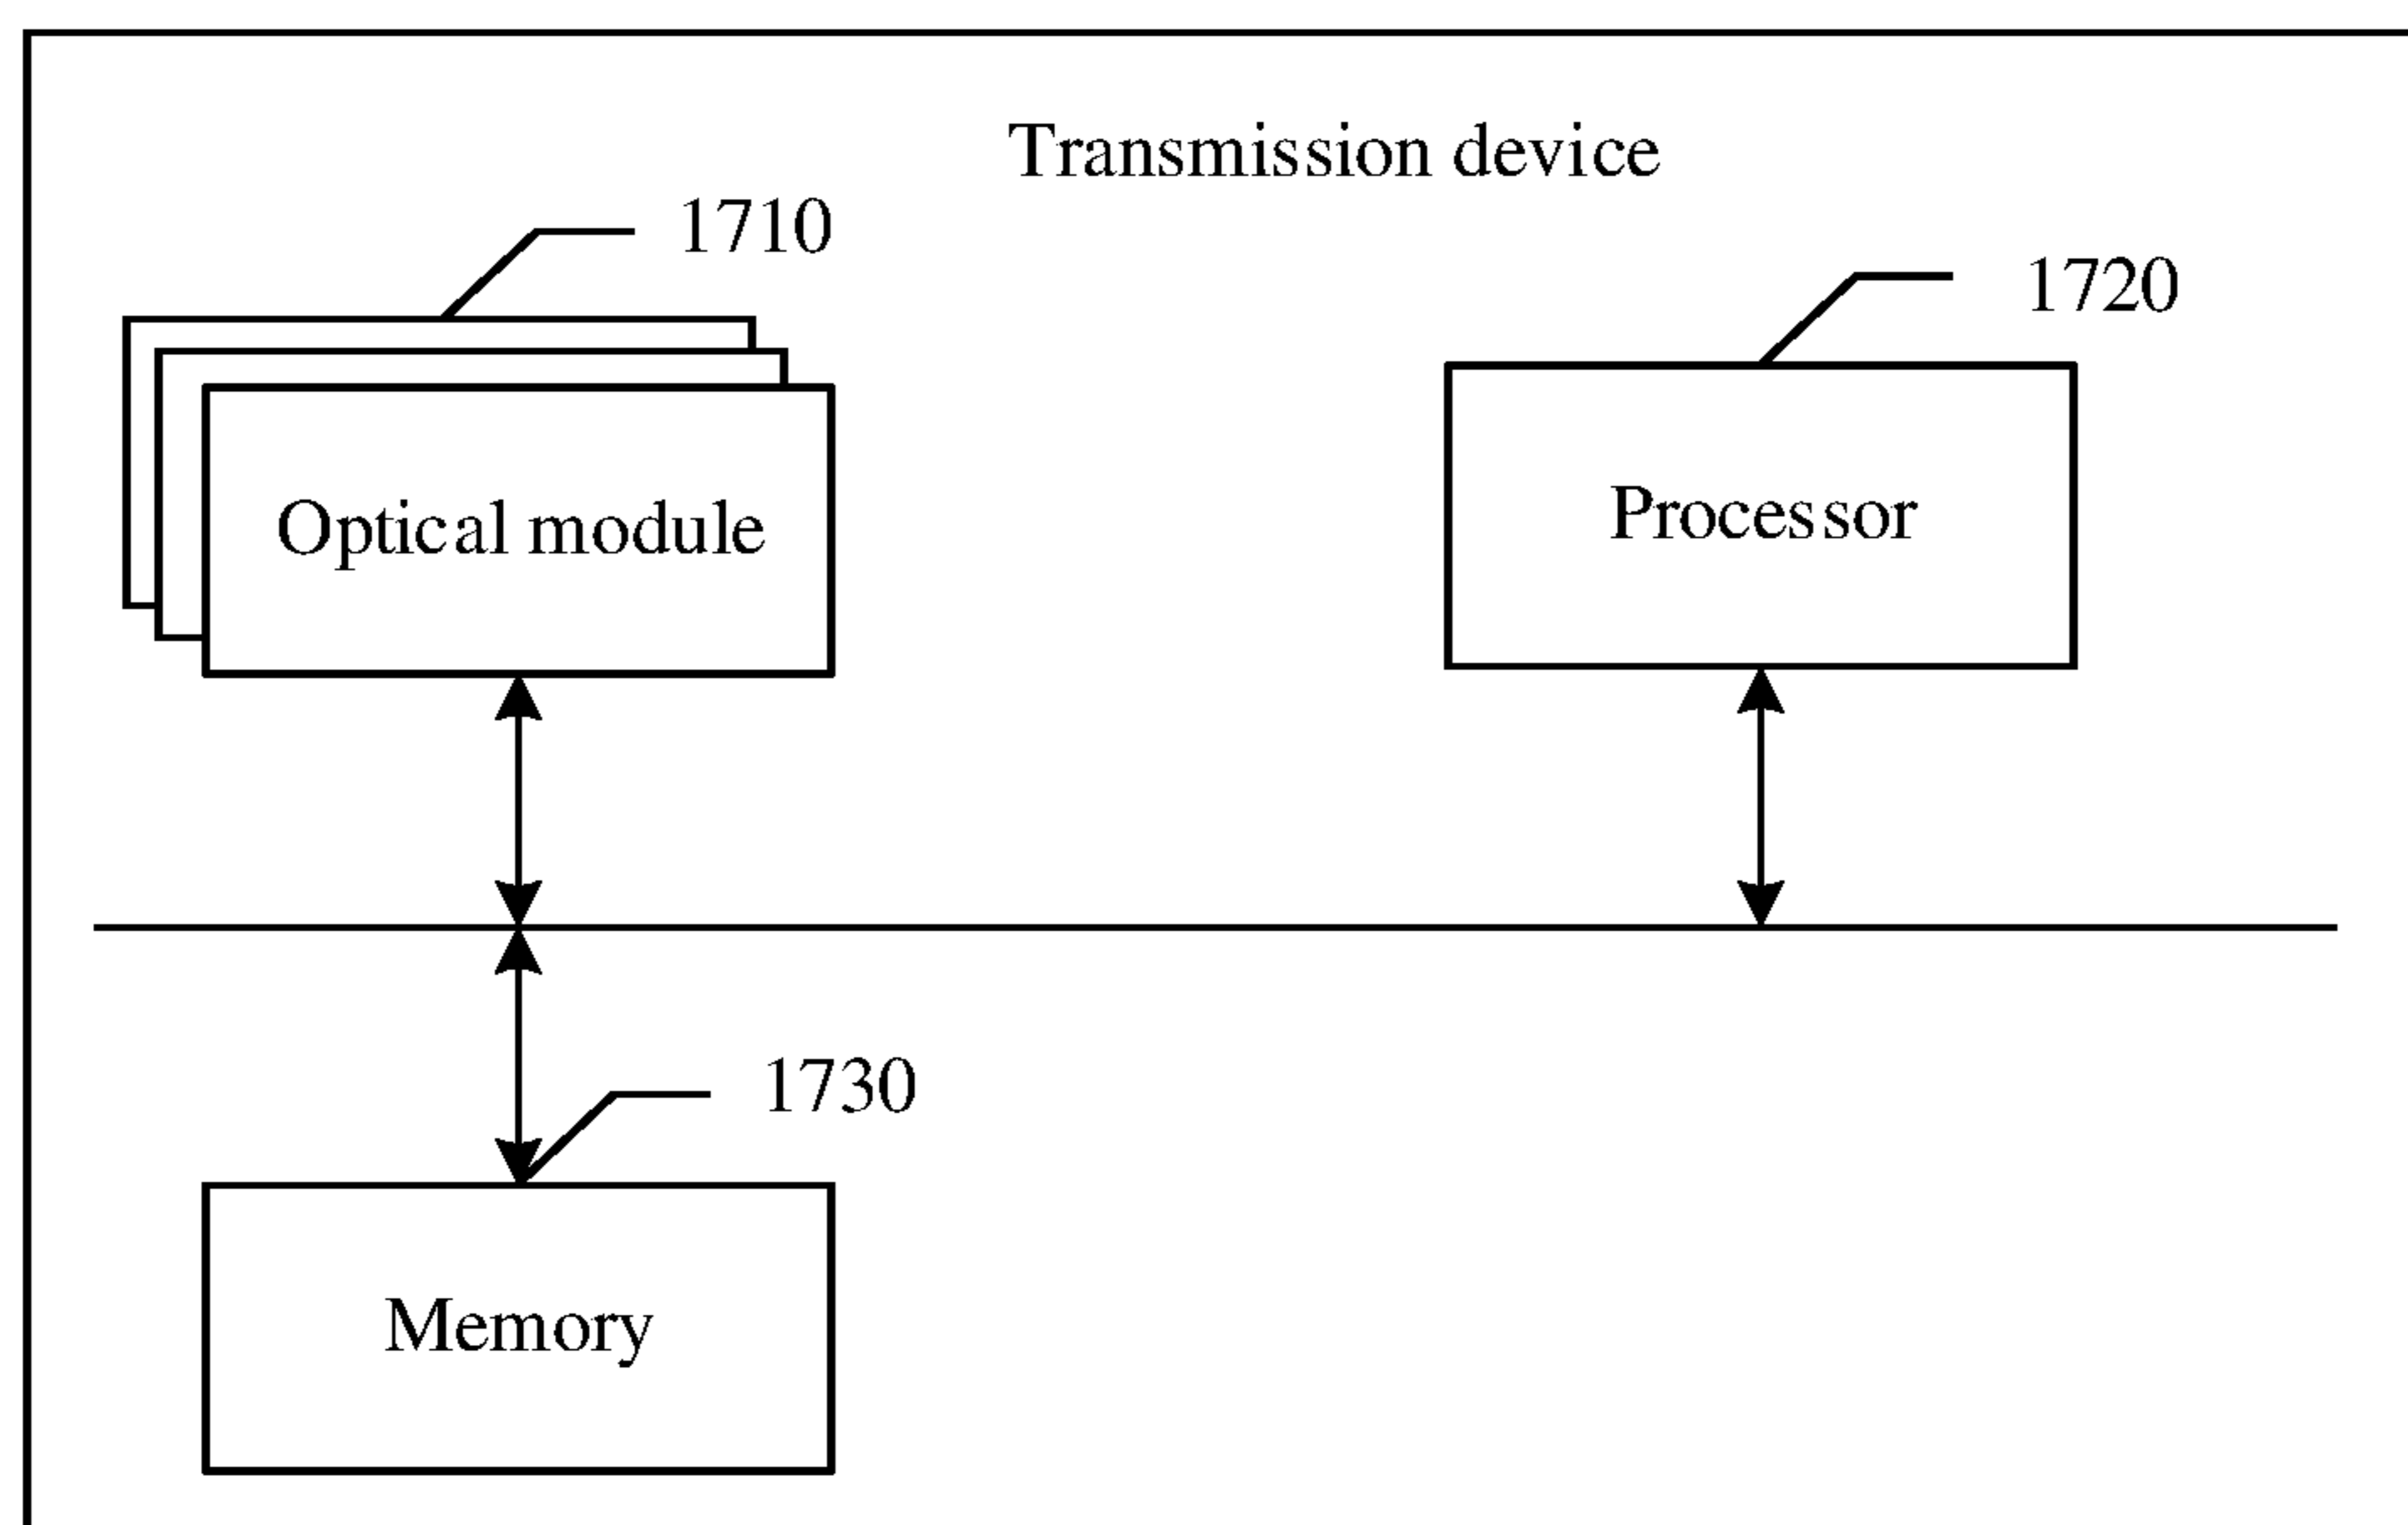 Transmission device
1710
1720
Optical module
Processor
1730
Memory